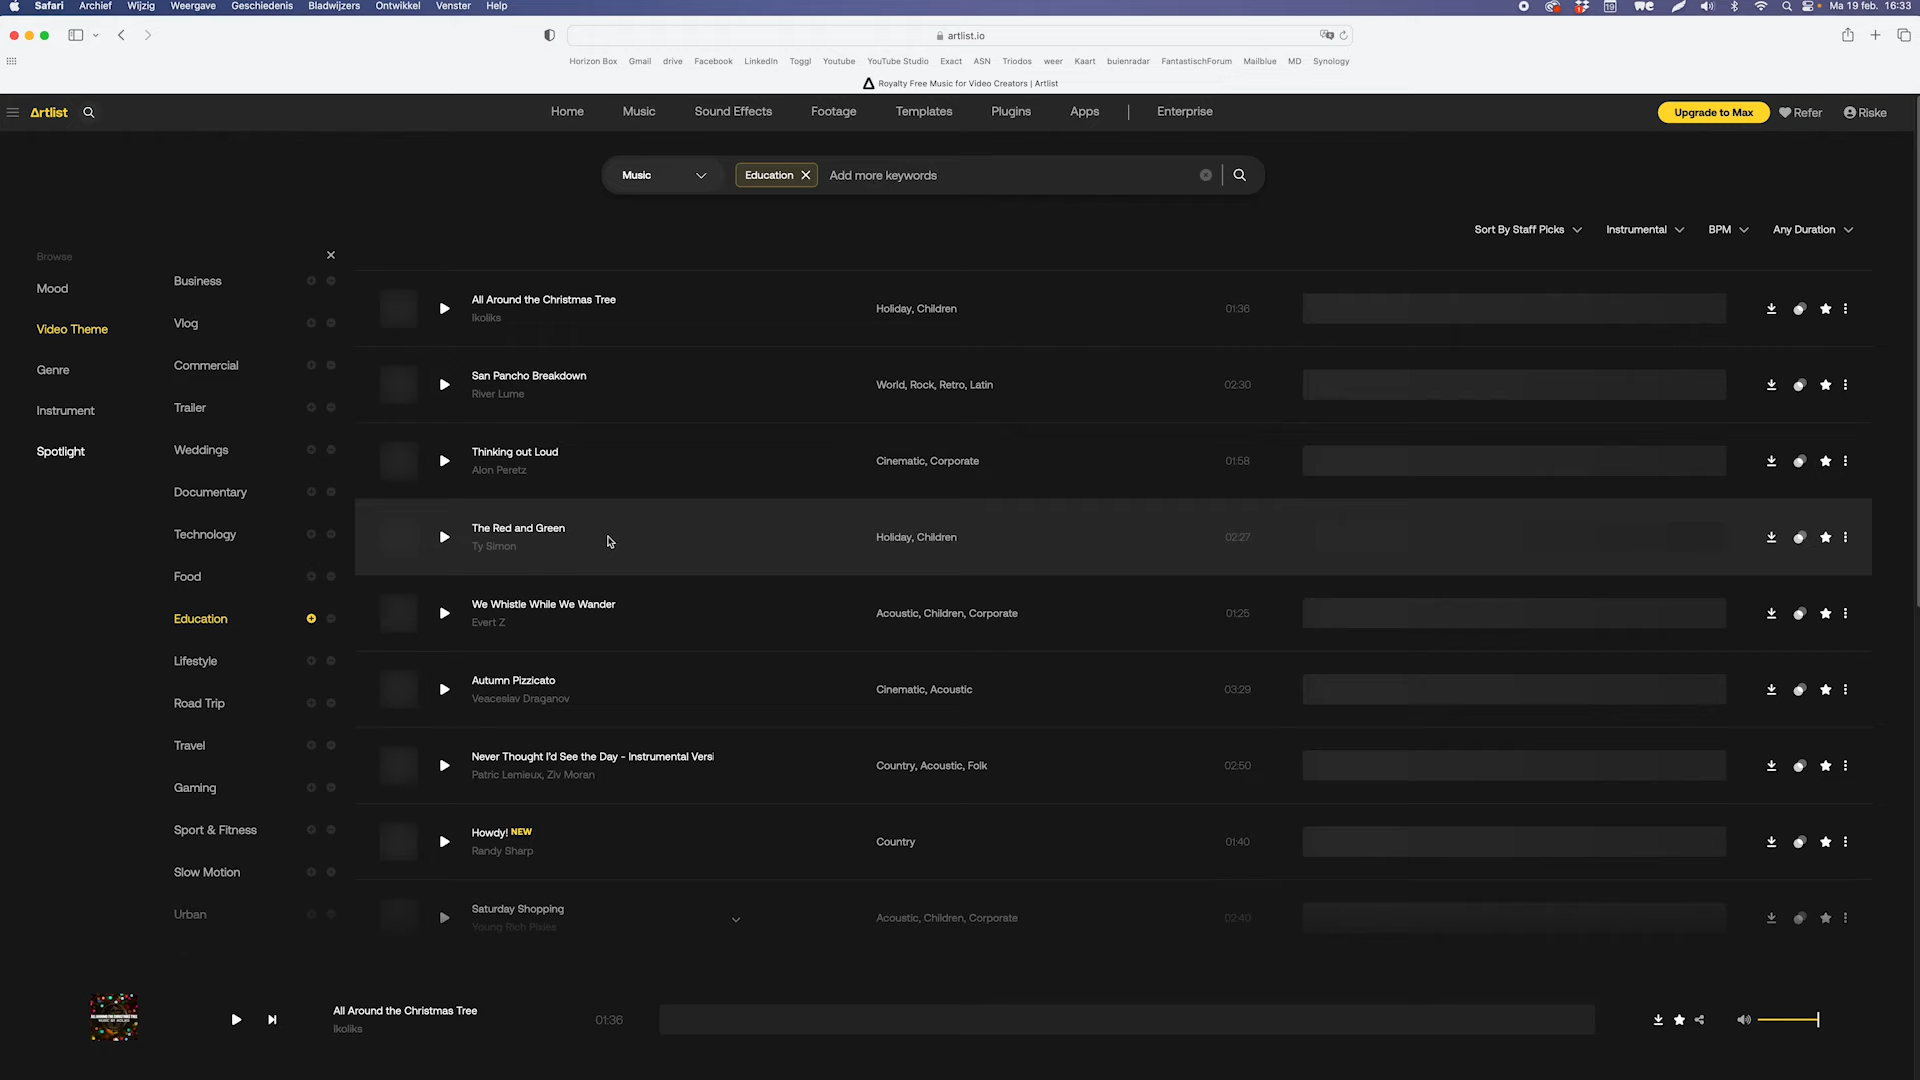 Safari Archief Wijzig Weergave Geschiedenis Bladwijzers Ontwikkel Venster Help
19 Ma 19 feb. 16:33
artlist.io
Horizon Box Gmail drive Facebook LinkedIn Toggl Youtube YouTube Studio Exact ASN Triodos weer Kaart buienradar FantastischForum Mailblue MD Synology
Royalty Free Music for Video Creators | Artlist
Artlist Home Music Sound Effects Footage Templates Plugins Apps | Enterprise Upgrade to Max Refer Riske
Music Education Add more keywords
Sort By Staff Picks Instrumental BPM Any Duration
Browse
Mood
Video Theme
Genre
Instrument
Spotlight
Business
Vlog
Commercial
Trailer
Weddings
Documentary
Technology
Food
Education
Lifestyle
Road Trip
Travel
Gaming
Sport & Fitness
Slow Motion
Urban
All Around the Christmas Tree
Ikoliks
Holiday, Children 01:36
San Pancho Breakdown
River Lume
World, Rock, Retro, Latin 02:30
Thinking out Loud
Alon Peretz
Cinematic, Corporate 01:58
The Red and Green
Ty Simon
Holiday, Children 02:27
We Whistle While We Wander
Evert Z
Acoustic, Children, Corporate 01:25
Autumn Pizzicato
Veaceslav Draganov
Cinematic, Acoustic 03:29
Never Thought I'd See the Day - Instrumental Versi
Patric Lemieux, Ziv Moran
Country, Acoustic, Folk 02:50
Howdy! NEW
Randy Sharp
Country 01:40
Saturday Shopping
Young Rich Pixies
Acoustic, Children, Corporate 02:40
All Around the Christmas Tree
Ikoliks
01:36